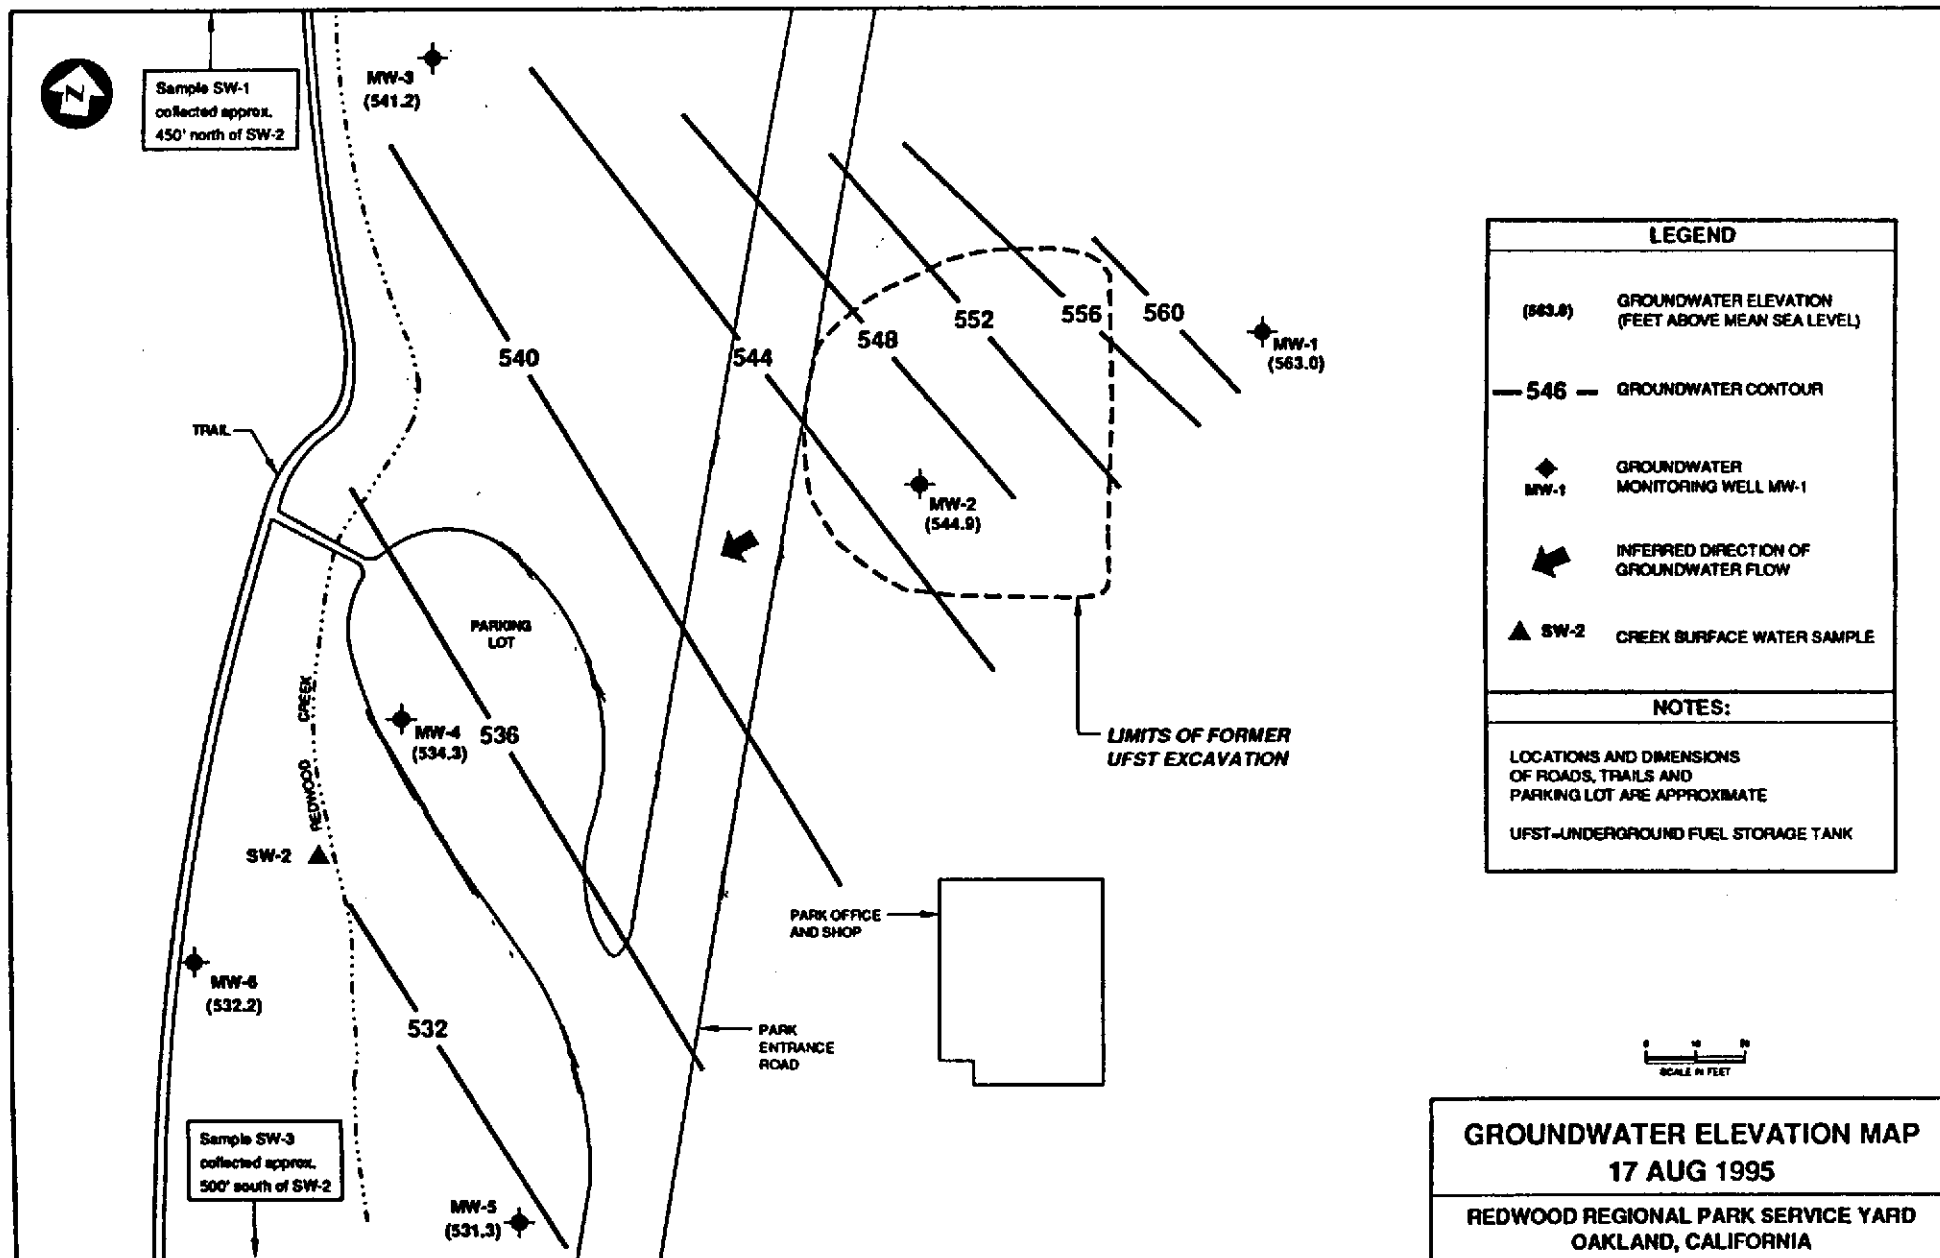 N
Sample SW-1
collected approx.
450' north of SW-2
MW-3
(541.2)
540
544
548
552
556
560
MW-1
(563.0)
MW-2
(544.9)
TRAIL
PARKING
LOT
REDWOOD CREEK
MW-4
(534.3)
536
SW-2
MW-6
(532.2)
532
LIMITS OF FORMER
UFST EXCAVATION
PARK OFFICE
AND SHOP
PARK
ENTRANCE
ROAD
Sample SW-3
collected approx.
500' south of SW-2
MW-5
(531.3)
LEGEND
GROUNDWATER ELEVATION
(FEET ABOVE MEAN SEA LEVEL)
546
GROUNDWATER CONTOUR
MW-1
GROUNDWATER
MONITORING WELL MW-1
INFERRED DIRECTION OF
GROUNDWATER FLOW
SW-2
CREEK SURFACE WATER SAMPLE
NOTES:
LOCATIONS AND DIMENSIONS
OF ROADS, TRAILS AND
PARKING LOT ARE APPROXIMATE
UFST=UNDERGROUND FUEL STORAGE TANK
SCALE IN FEET
GROUNDWATER ELEVATION MAP
17 AUG 1995
REDWOOD REGIONAL PARK SERVICE YARD
OAKLAND, CALIFORNIA